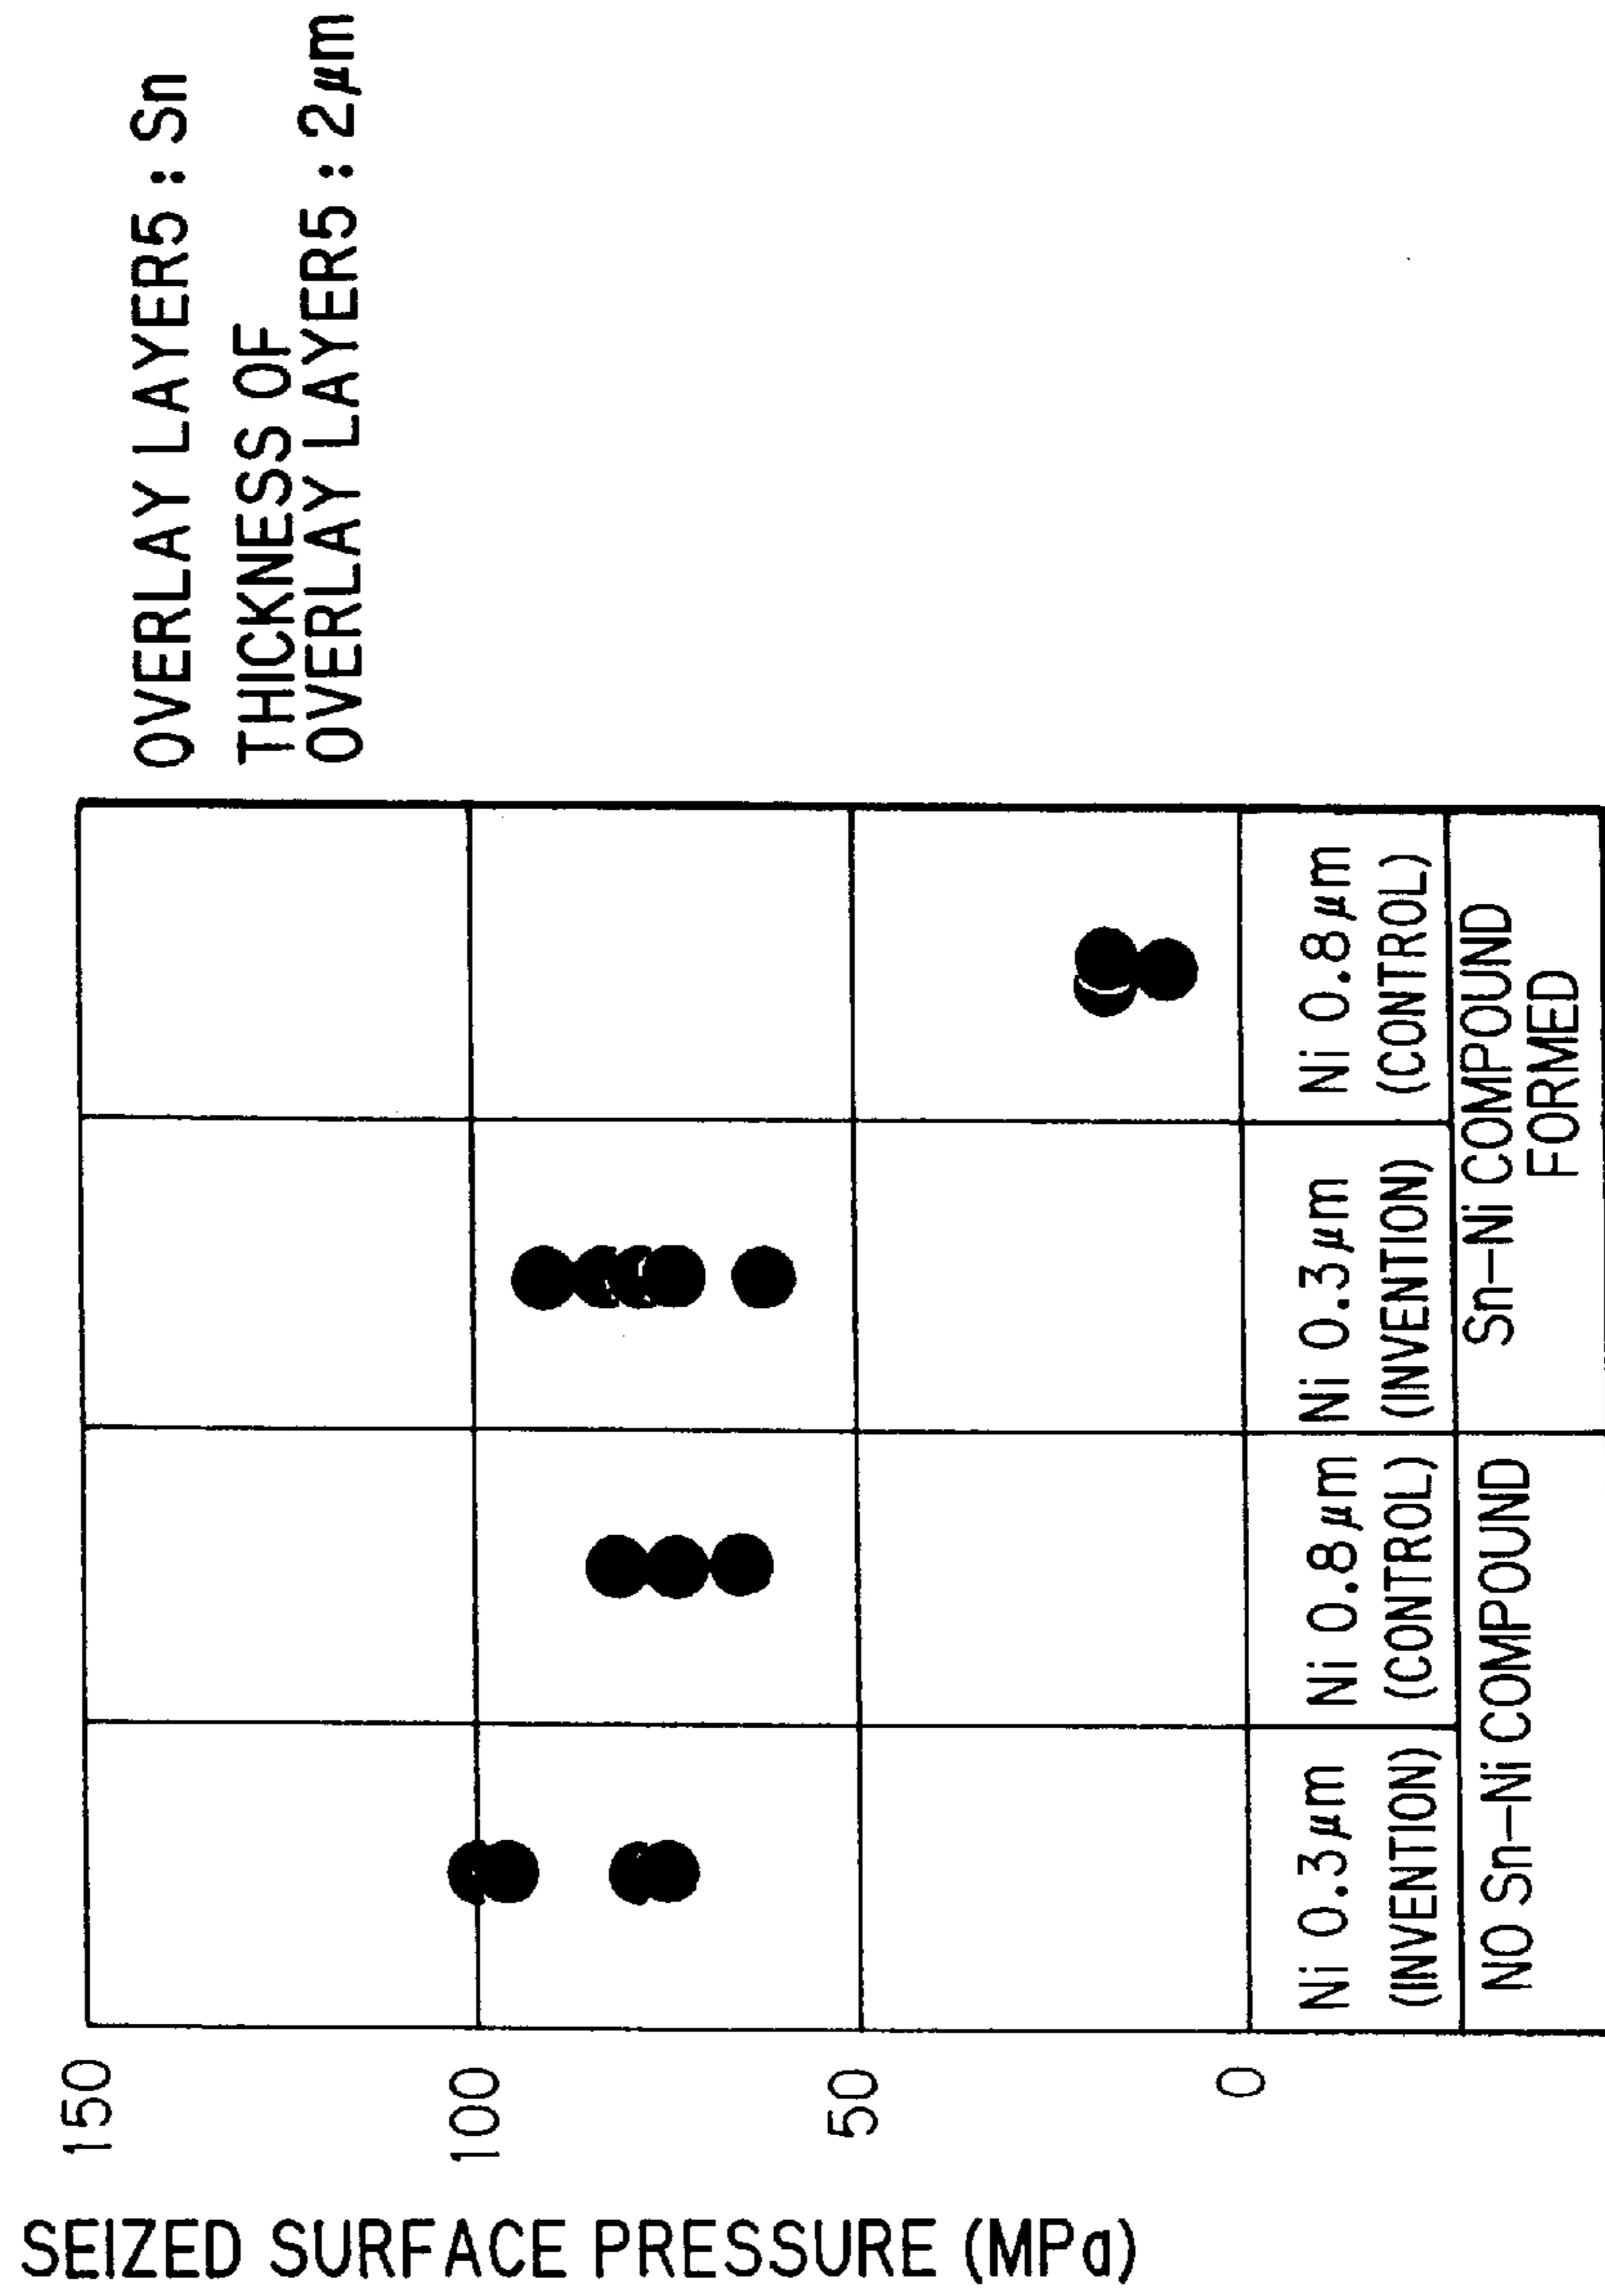 OVERLAY LAYER5 : Sn
THICKNESS OF
OVERLAY LAYER5 : 2μm
SEIZED SURFACE PRESSURE (MPa)
150
100
50
0
Ni 0.3μm
(INVENTION)
Ni 0.8μm
(CONTROL)
Ni 0.3μm
(INVENTION)
Ni 0.8μm
(CONTROL)
NO Sn-Ni COMPOUND
Sn-Ni COMPOUND
FORMED